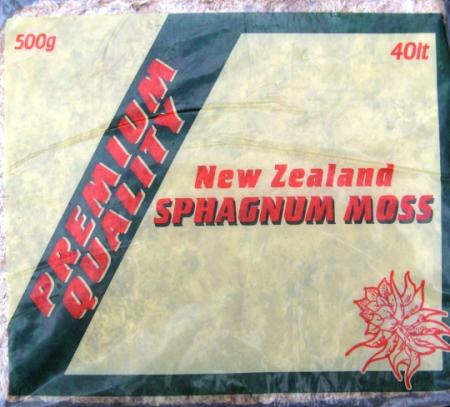 500g
40lt
PREMIUM
QUALITY
New Zealand
SPHAGNUM MOSS